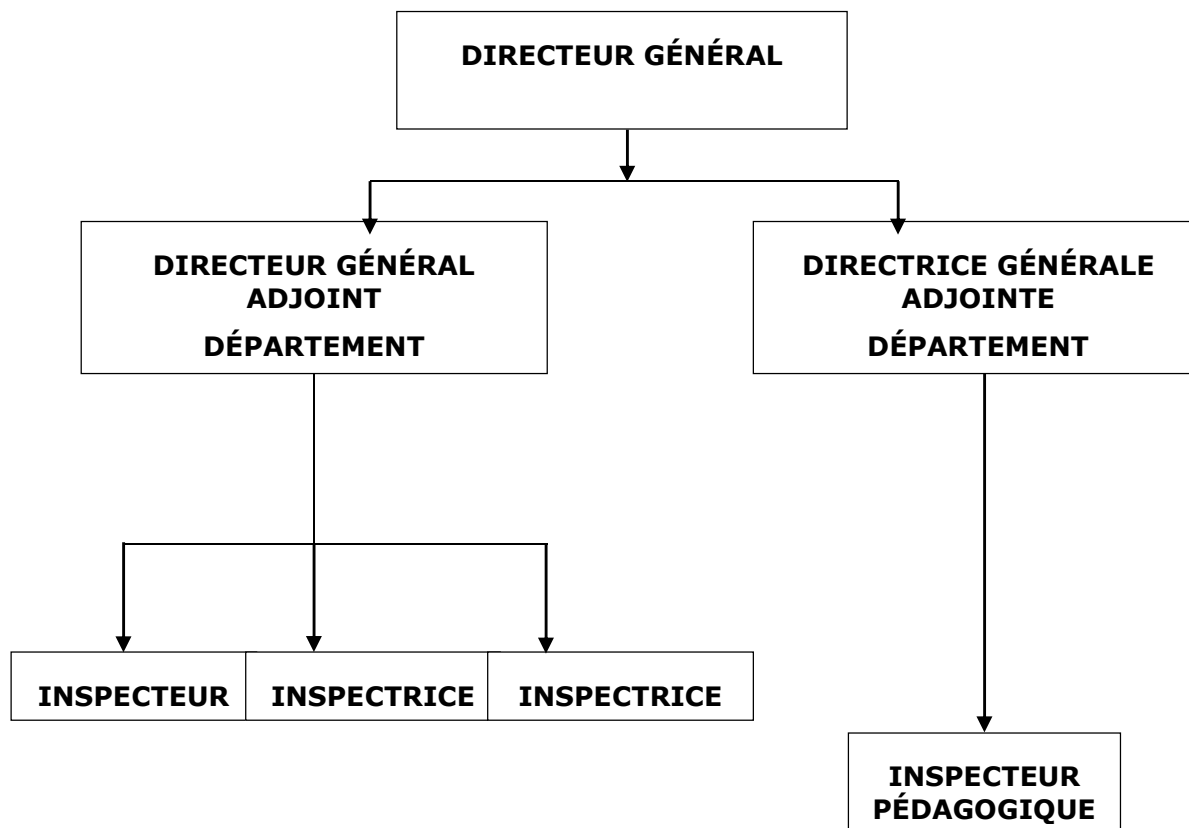 DIRECTEUR GÉNÉRAL
DIRECTEUR GÉNÉRAL
ADJOINT
DÉPARTEMENT
DIRECTRICE GÉNÉRALE
ADJOINTE
DÉPARTEMENT
INSPECTEUR
INSPECTRICE
INSPECTRICE
INSPECTEUR
PÉDAGOGIQUE